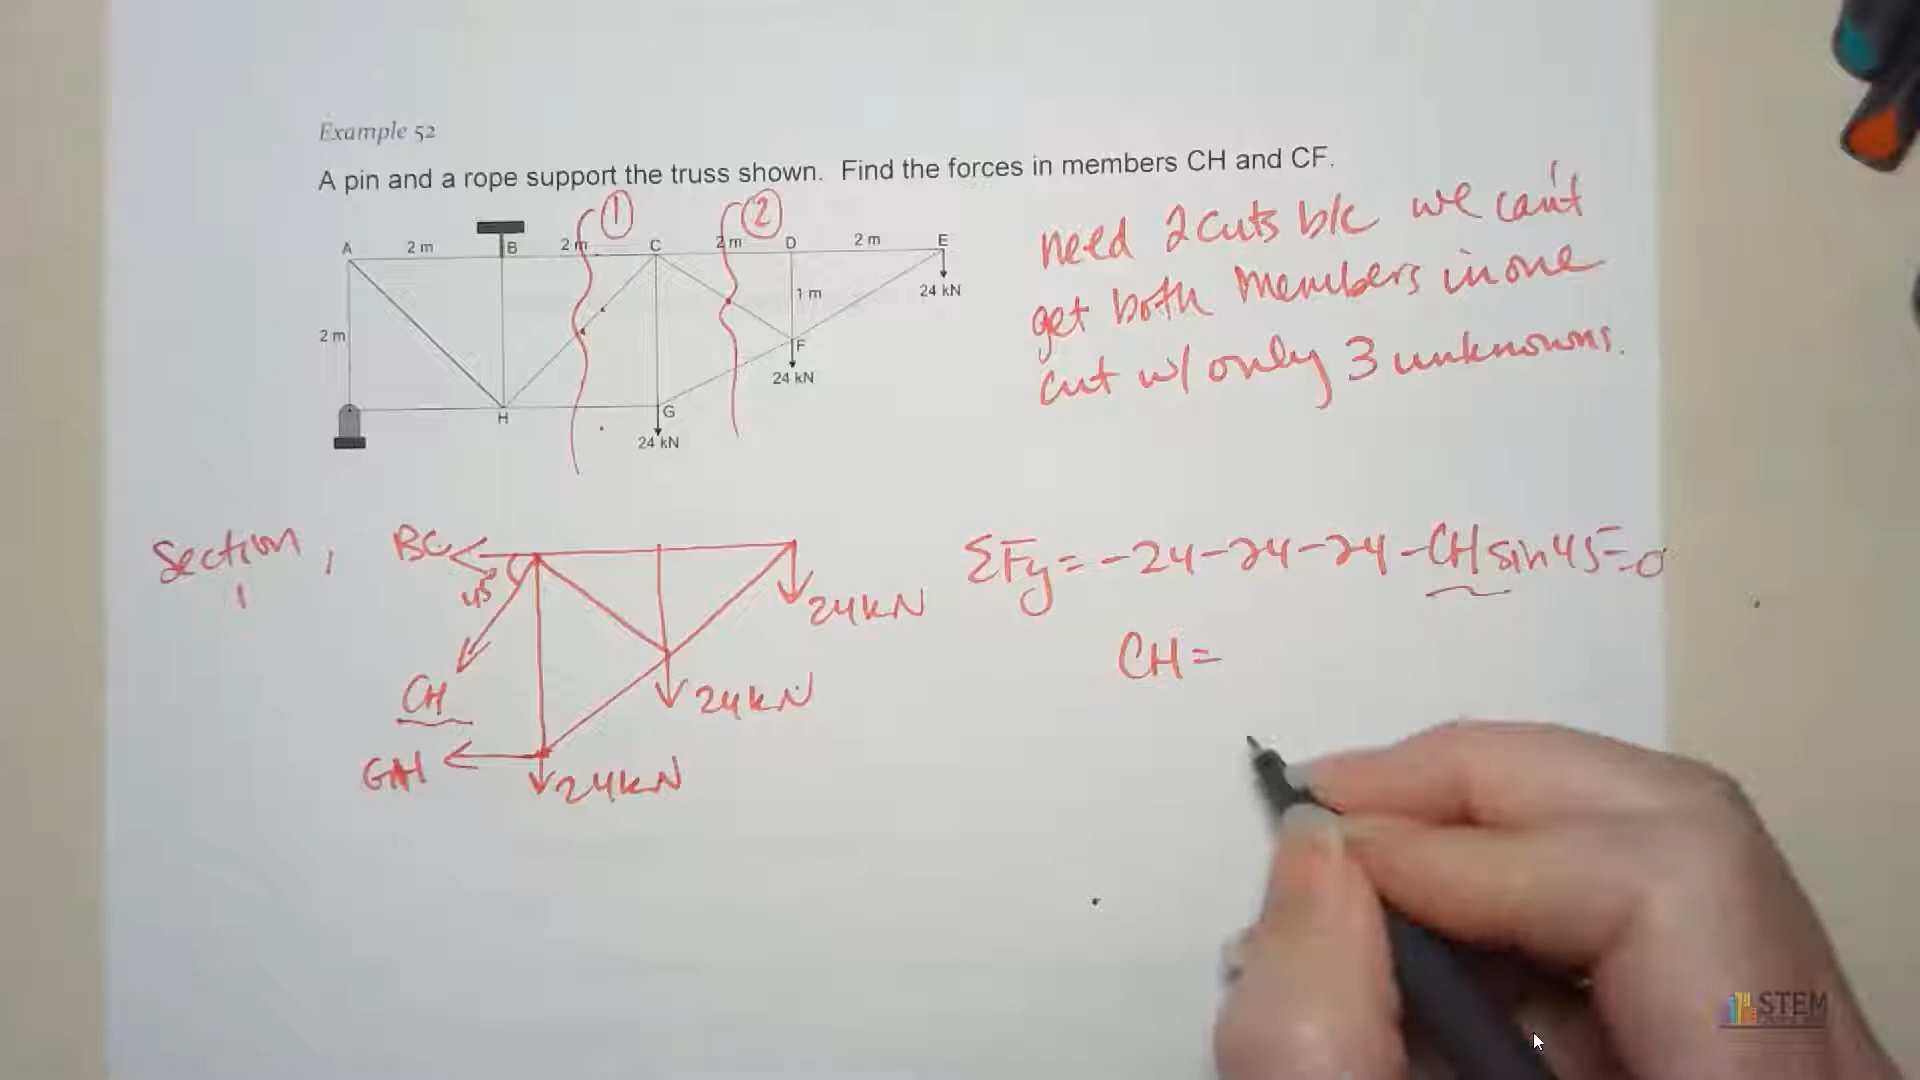 Example 52
A pin and a rope support the truss shown. Find the forces in members CH and CF.
① ②
A 2 m B 2 m C 2 m D 2 m E
2 m
1 m
24 kN
F
24 kN
H
G
24 kN
need 2 cuts b/c we can't
get both members in one
cut w/ only 3 unknowns.
Section 1
BC
45
CH
GH
24kN
24kN
24kN
ΣFy = -24-24-24-CH sin45=0
CH=
STEM